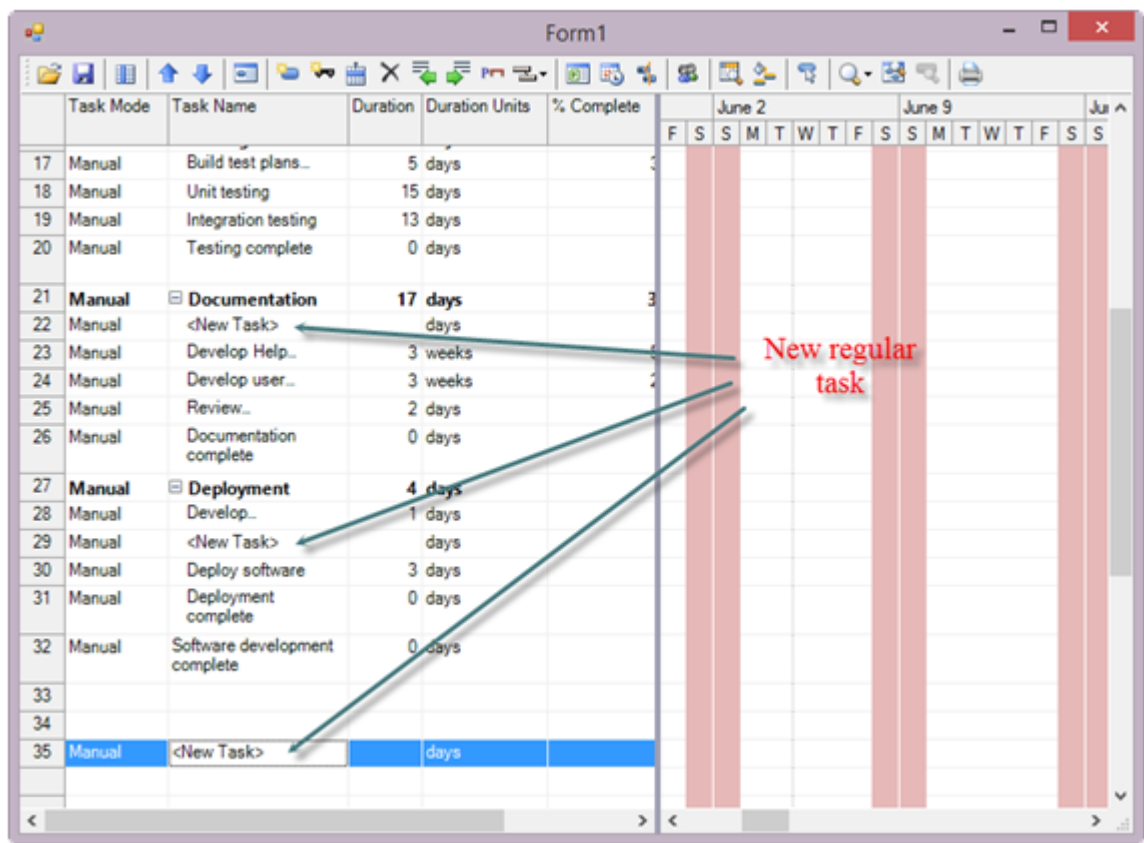 Form1
Task Mode Task Name Duration Duration Units % Complete June 2 June 9
F S S M T W T F S S M T W T F S S
17 Manual Build test plans... 5 days
18 Manual Unit testing 15 days
19 Manual Integration testing 13 days
20 Manual Testing complete 0 days
21 Manual Documentation 17 days 3
22 Manual <New Task> days
23 Manual Develop Help... 3 weeks
24 Manual Develop user... 3 weeks 2
25 Manual Review... 2 days
26 Manual Documentation
complete 0 days
27 Manual Deployment 4 days
28 Manual Develop... 1 days
29 Manual <New Task> days
30 Manual Deploy software 3 days
31 Manual Deployment
complete 0 days
32 Manual Software development
complete 0 days
33
34
35 Manual <New Task> days
New regular
task